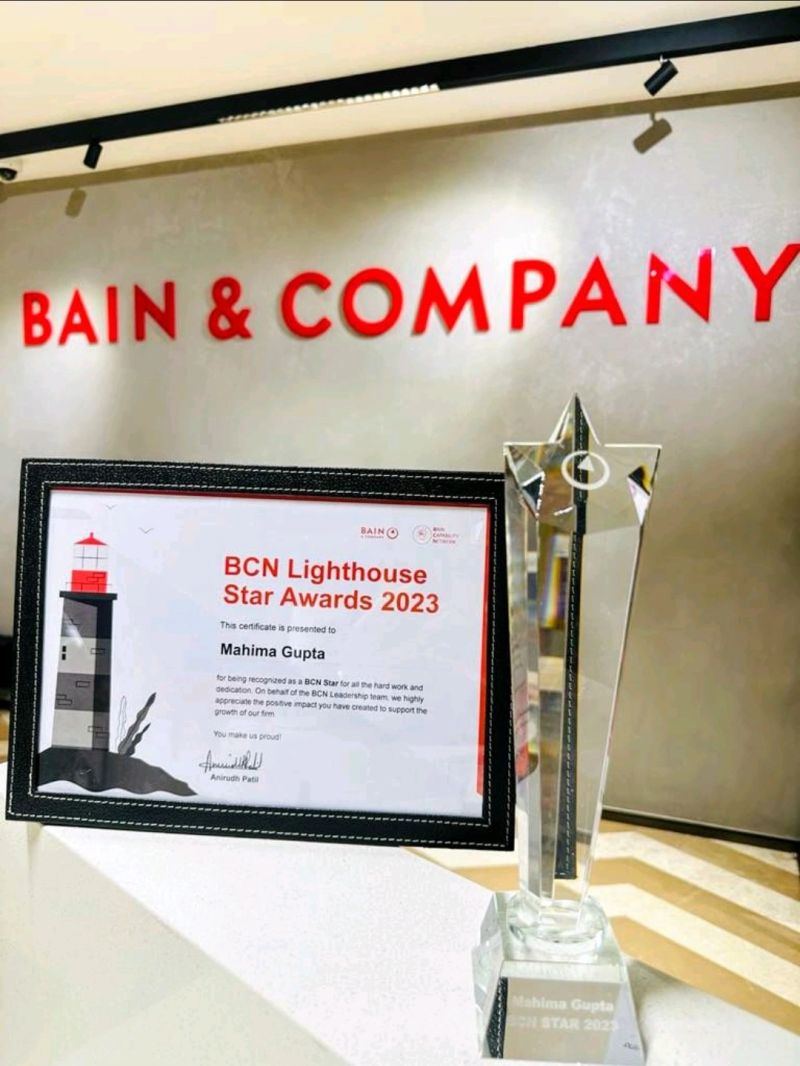 BAIN & COMPANY
BAIN
& COMPANY
BAIN
CAPABILITY
NETWORK
BCN Lighthouse
Star Awards 2023
This certificate is presented to
Mahima Gupta
for being recognized as a BCN Star for all the hard work and
dedication. On behalf of the BCN Leadership team, we highly
appreciate the positive impact you have created to support the
growth of our firm.
You make us proud!
Anirudh Patil
Mahima Gupta
BCN STAR 2023